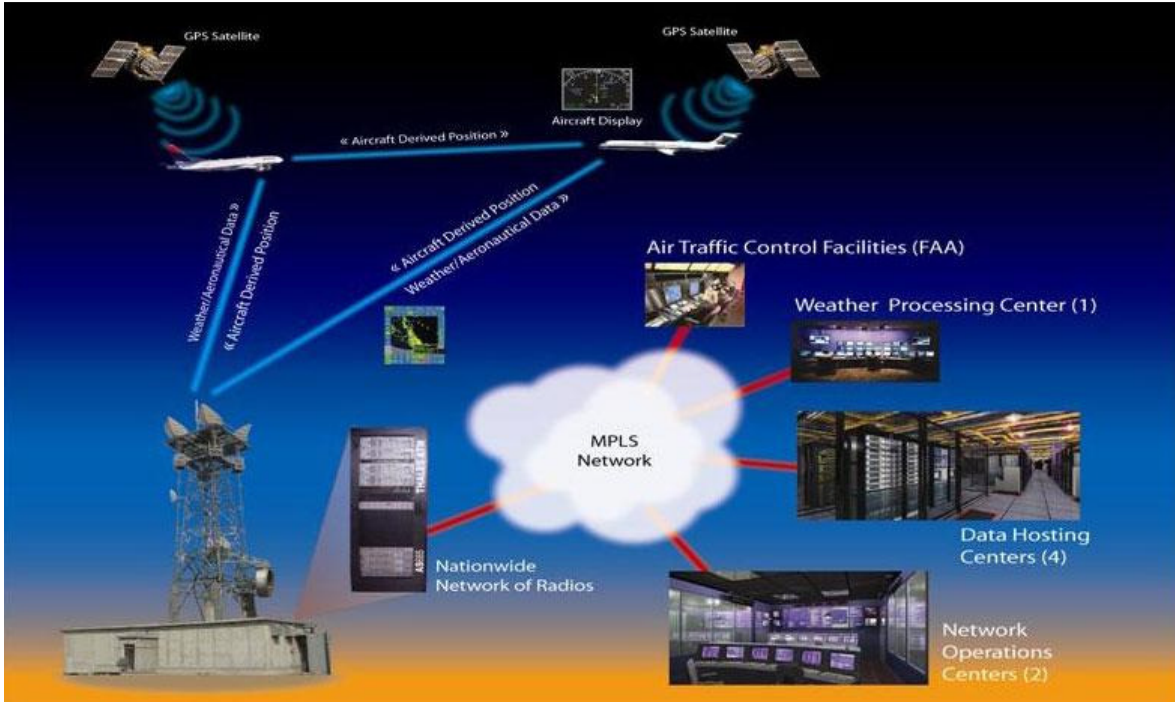 GPS Satellite
GPS Satellite
Aircraft Display
« Aircraft Derived Position »
Weather/Aeronautical Data »
« Aircraft Derived Position
« Aircraft Derived Position
Weather/Aeronautical Data »
Air Traffic Control Facilities (FAA)
Weather Processing Center (1)
MPLS
Network
THALES
AS665
Nationwide
Network of Radios
Data Hosting
Centers (4)
Network
Operations
Centers (2)